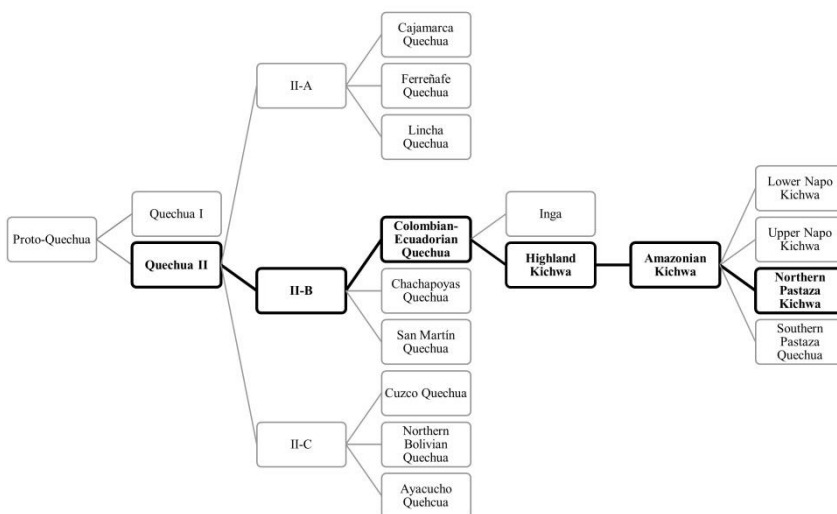 Proto-Quechua
Quechua I
Quechua II
II-A
Cajamarca
Quechua
Ferreñafe
Quechua
Lincha
Quechua
II-B
Colombian-
Ecuadorian
Quechua
Inga
Highland
Kichwa
Amazonian
Kichwa
Lower Napo
Kichwa
Upper Napo
Kichwa
Northern
Pastaza
Kichwa
Southern
Pastaza
Quechua
Chachapoyas
Quechua
San Martín
Quechua
II-C
Cuzco Quechua
Northern
Bolivian
Quechua
Ayacucho
Quehcua